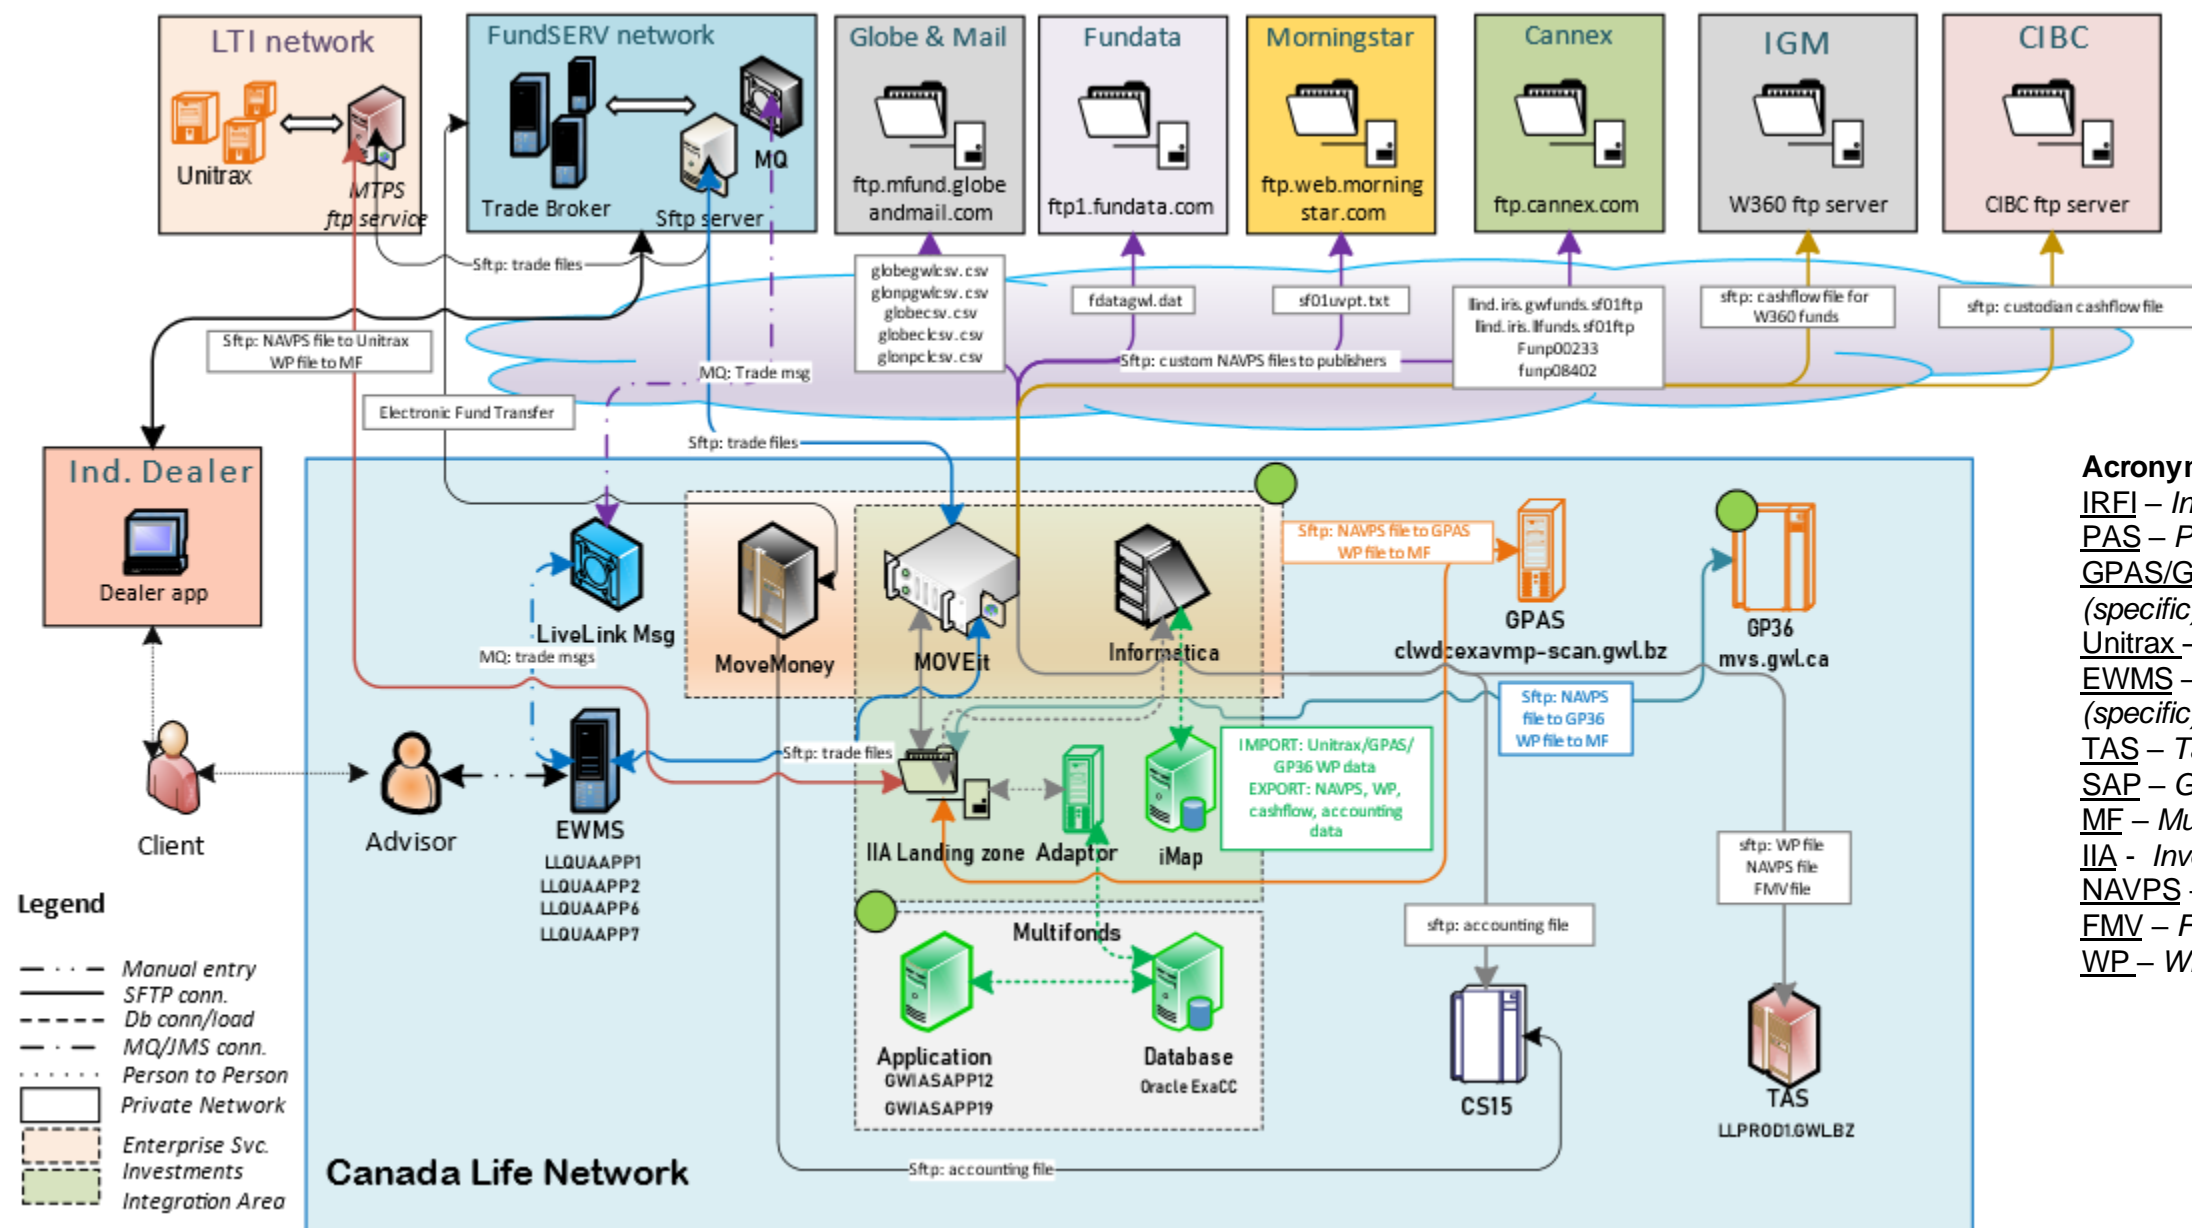 LTI network
Unitrax
MTPS
ftp service
FundSERV network
Trade Broker
MQ
Sftp server
Globe & Mail
ftp.mfund.globe
andmail.com
Fundata
ftp1.fundata.com
Morningstar
ftp.web.morning
star.com
Cannex
ftp.cannex.com
IGM
W360 ftp server
CIBC
CIBC ftp server
Sftp: trade files
globegwlcsv.csv
glonpgwlcsv.csv
globecsv.csv
globeclcsv.csv
glonpclcsv.csv
fdatagwl.dat
sf01uvpt.txt
llind.iris.gwfunds.sf01ftp
llind.iris.llfunds.sf01ftp
Funp00233
funp08402
sftp: cashflow file for
W360 funds
sftp: custodian cashflow file
Sftp: NAVPS file to Unitrax
WP file to MF
MQ: Trade msg
Sftp: custom NAVPS files to publishers
Electronic Fund Transfer
Sftp: trade files
Ind. Dealer
Dealer app
Client
Advisor
LiveLink Msg
MQ: trade msgs
MoveMoney
MOVEit
Informatica
Sftp: NAVPS file to GPAS
WP file to MF
GPAS
clwdcexavmp-scan.gwl.bz
GP36
mvs.gwl.ca
Sftp: NAVPS
file to GP36
WP file to MF
Sftp: trade files
EWMS
LLQUAAPP1
LLQUAAPP2
LLQUAAPP6
LLQUAAPP7
IIA Landing zone
Adaptor
iMap
IMPORT: Unitrax/GPAS/
GP36 WP data
EXPORT: NAVPS, WP,
cashflow, accounting
data
sftp: WP file
NAVPS file
FMV file
sftp: accounting file
Multifonds
Application
GWIASAPP12
GWIASAPP19
Database
Oracle ExaCC
CS15
TAS
LLPROD1.GWL.BZ
Sftp: accounting file
Canada Life Network
Legend
Manual entry
SFTP conn.
Db conn/load
MQ/JMS conn.
Person to Person
Private Network
Enterprise Svc.
Investments
Integration Area
IRFI –
PAS –
GPAS/G
(specific)
Unitrax –
EWMS –
(specific)
TAS –
SAP –
MF –
IIA -
NAVPS -
FMV –
WP –